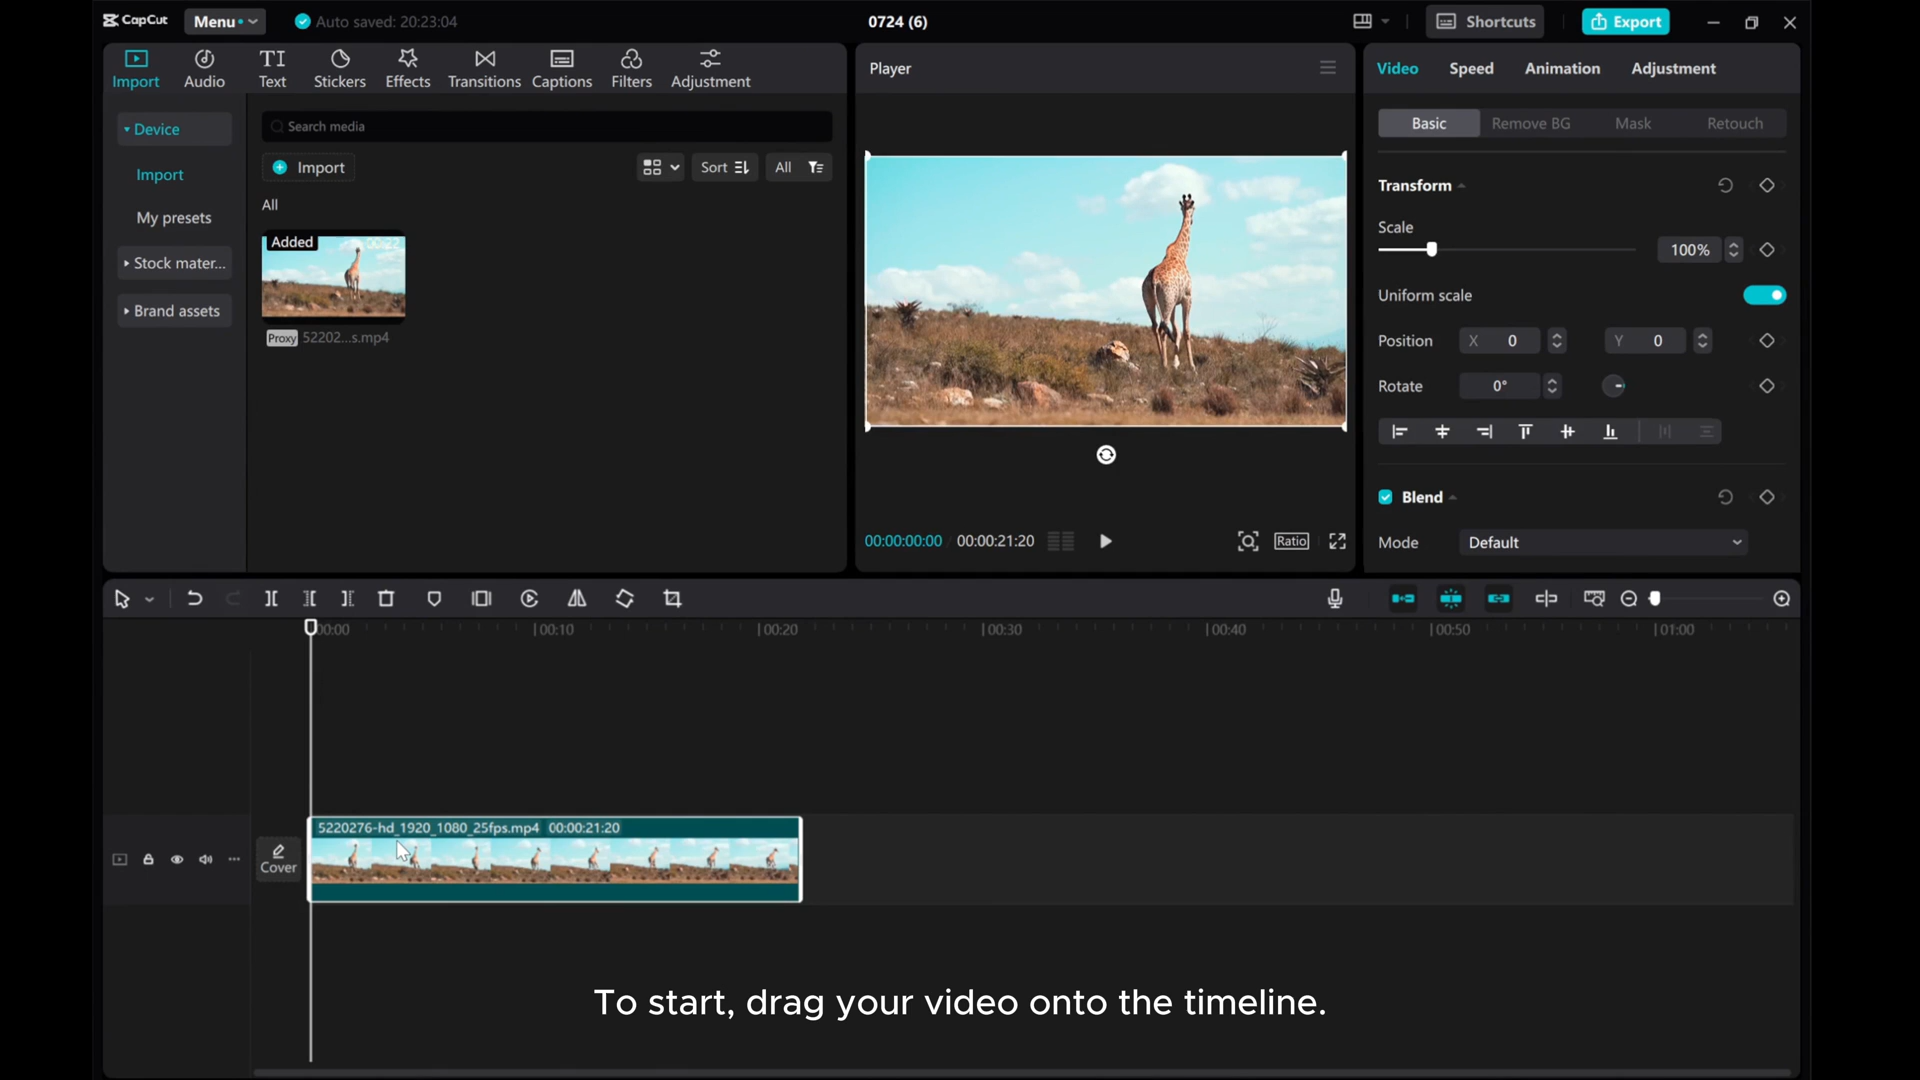 CapCut
Menu
Auto saved: 20:23:04
0724 (6)
Shortcuts
Export
Import
Audio
TI
Text
Stickers
Effects
Transitions
Captions
Filters
Adjustment
Device
Import
My presets
Stock mater...
Brand assets
Search media
Import
Sort
All
All
Added
Proxy 52202...s.mp4
Player
00:00:00:00
00:00:21:20
Ratio
Video
Speed
Animation
Adjustment
Basic
Remove BG
Mask
Retouch
Transform
Scale
100%
Uniform scale
Position
X 0
Y 0
Rotate
0°
Blend
Mode
Default
00:00
00:10
00:20
00:30
00:40
00:50
01:00
Cover
5220276-hd_1920_1080_25fps.mp4 00:00:21:20
To start, drag your video onto the timeline.